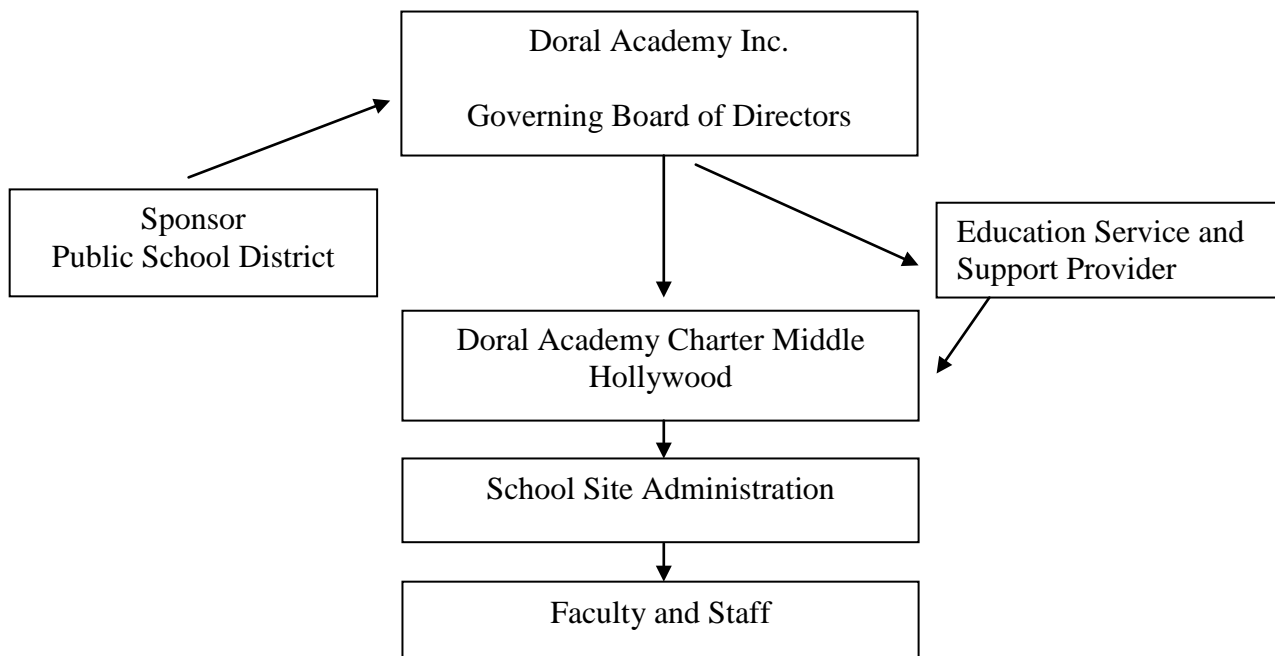 Doral Academy Inc.
Governing Board of Directors
Sponsor
Public School District
Education Service and
Support Provider
Doral Academy Charter Middle
Hollywood
School Site Administration
Faculty and Staff